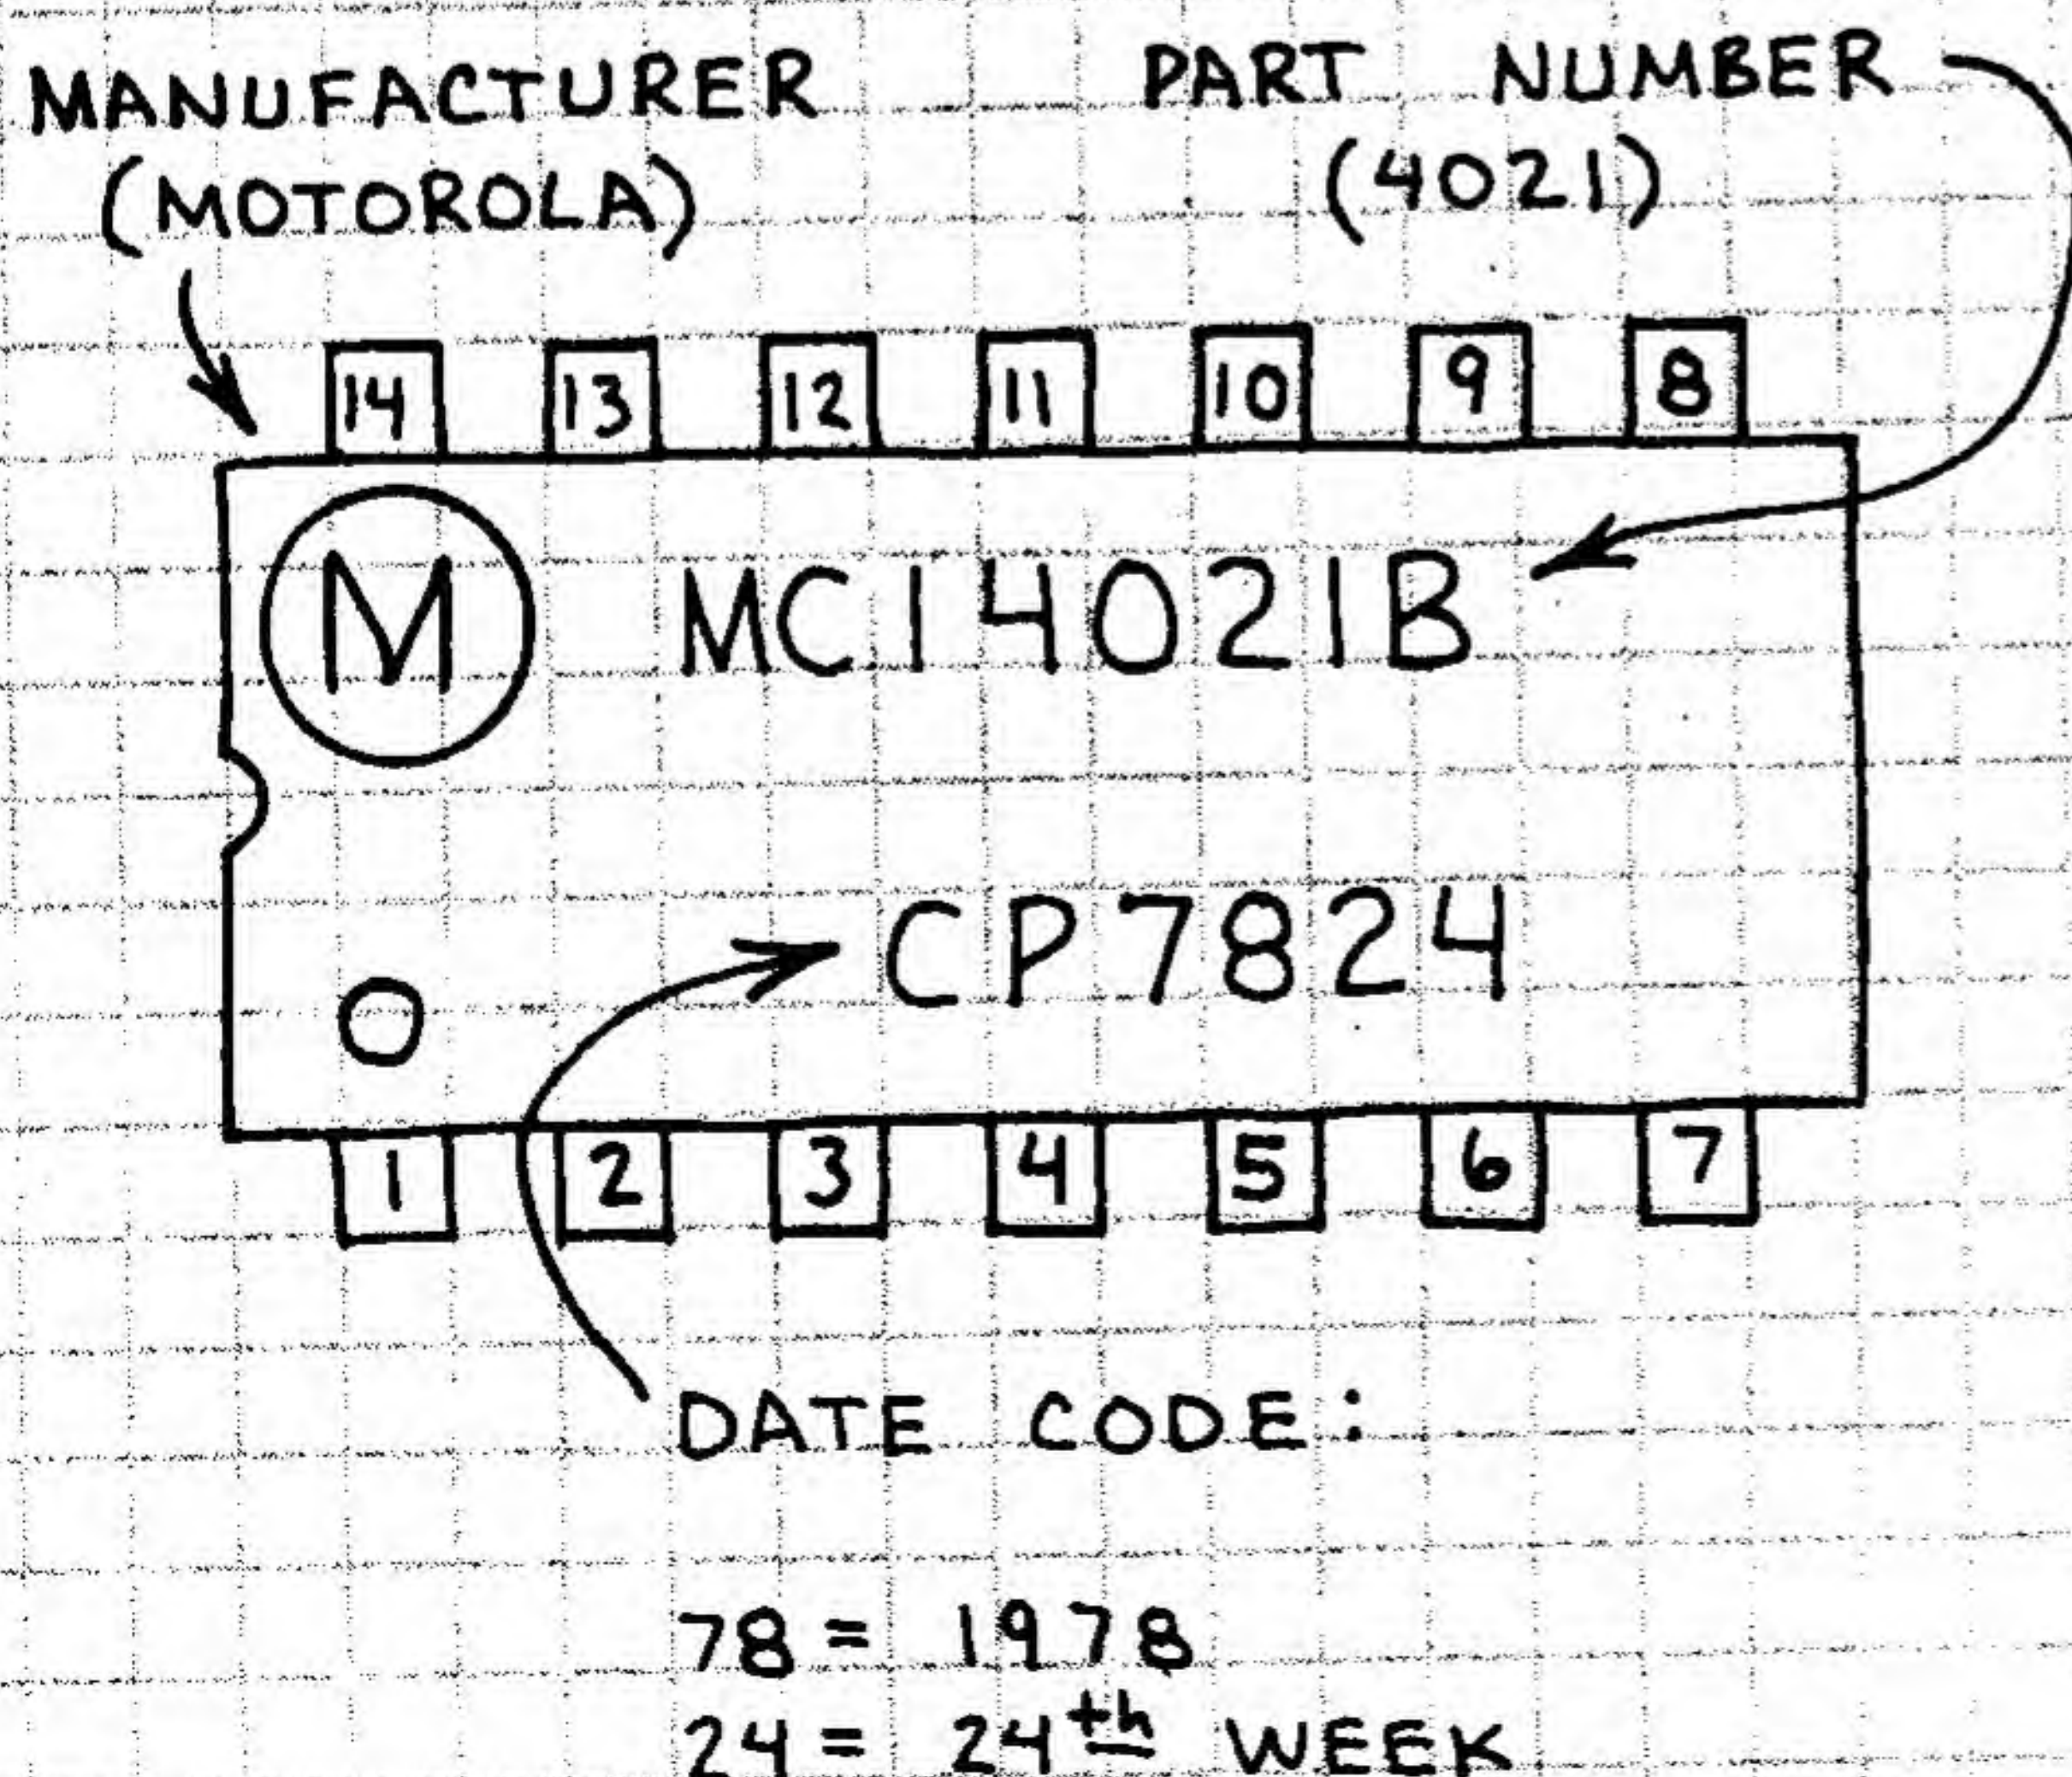 MANUFACTURER
(MOTOROLA)
PART NUMBER
(4021)
14 13 12 11 10 9 8
M MC14021B
CP7824
1 2 3 4 5 6 7
DATE CODE:
78 = 1978
24 = 24th WEEK